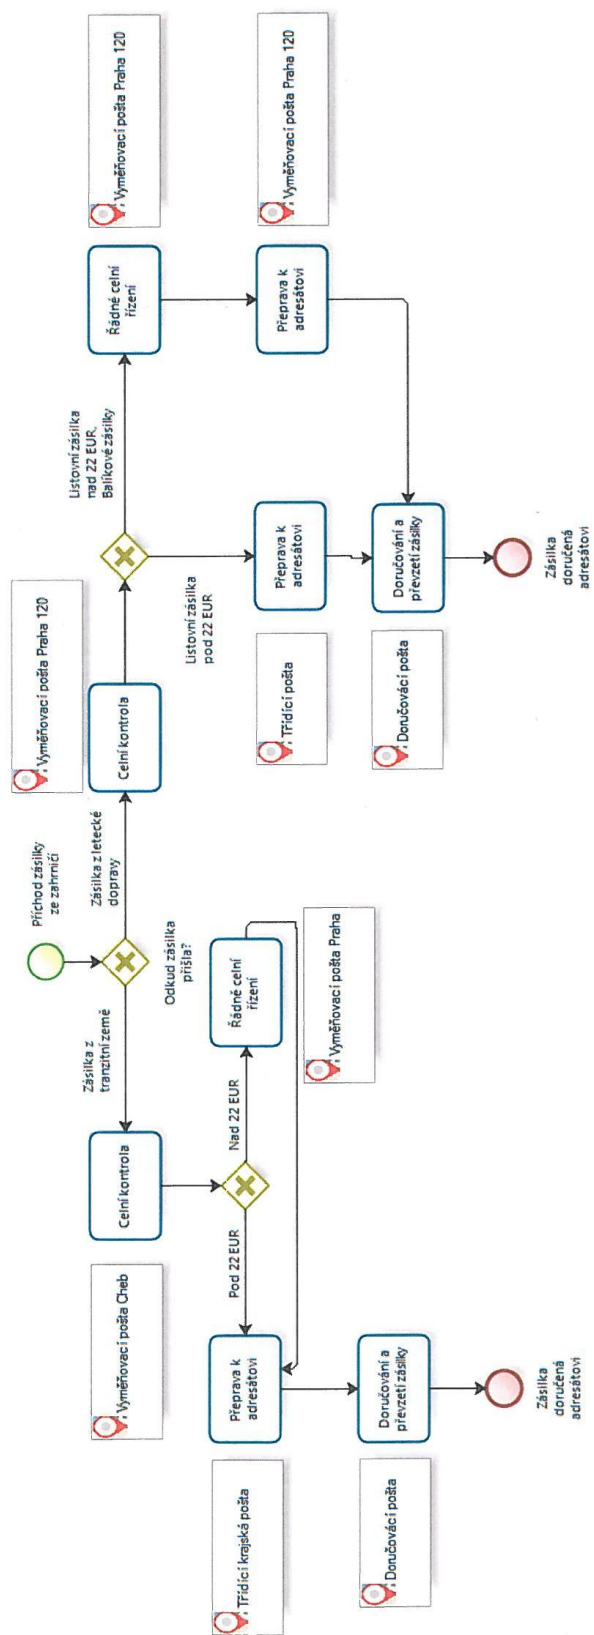 Příchod zásilky
ze zahraničí
Odkud zásilka
přišla?
Zásilka z
tranzitní země
Zásilka z letecké
dopravy
Vyměňovací pošta Cheb
Celní kontrola
Pod 22 EUR
Nad 22 EUR
Řádné celní
řízení
Vyměňovací pošta Praha
Třídící krajská pošta
Přeprava k
adresátovi
Doručovácí pošta
Doručování a
převzetí zásilky
Zásilka
doručená
adresátovi
Vyměňovací pošta Praha 120
Celní kontrola
Listovní zásilka
nad 22 EUR,
Balíkové zásilky
Listovní zásilka
pod 22 EUR
Řádné celní
řízení
Vyměňovací pošta Praha 120
Třídící pošta
Přeprava k
adresátovi
Přeprava k
adresátovi
Vyměňovací pošta Praha 120
Doručovácí pošta
Doručování a
převzetí zásilky
Zásilka
doručená
adresátovi